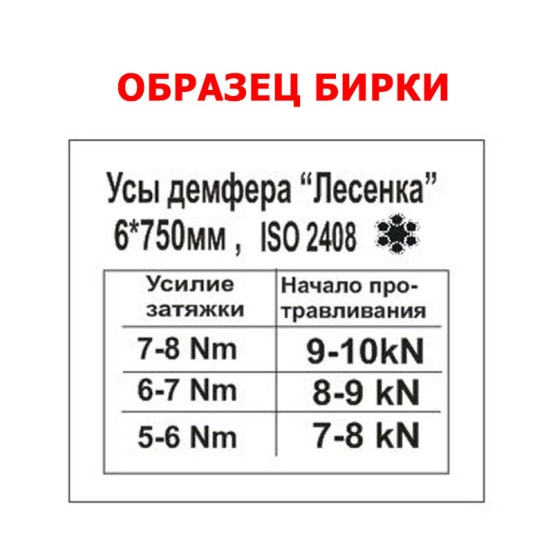 ОБРАЗЕЦ БИРКИ
Усы демфера “Лесенка”
6*750мм , ISO 2408
Усилие затяжки
Начало про-травливания
7-8 Nm
9-10kN
6-7 Nm
8-9 kN
5-6 Nm
7-8 kN